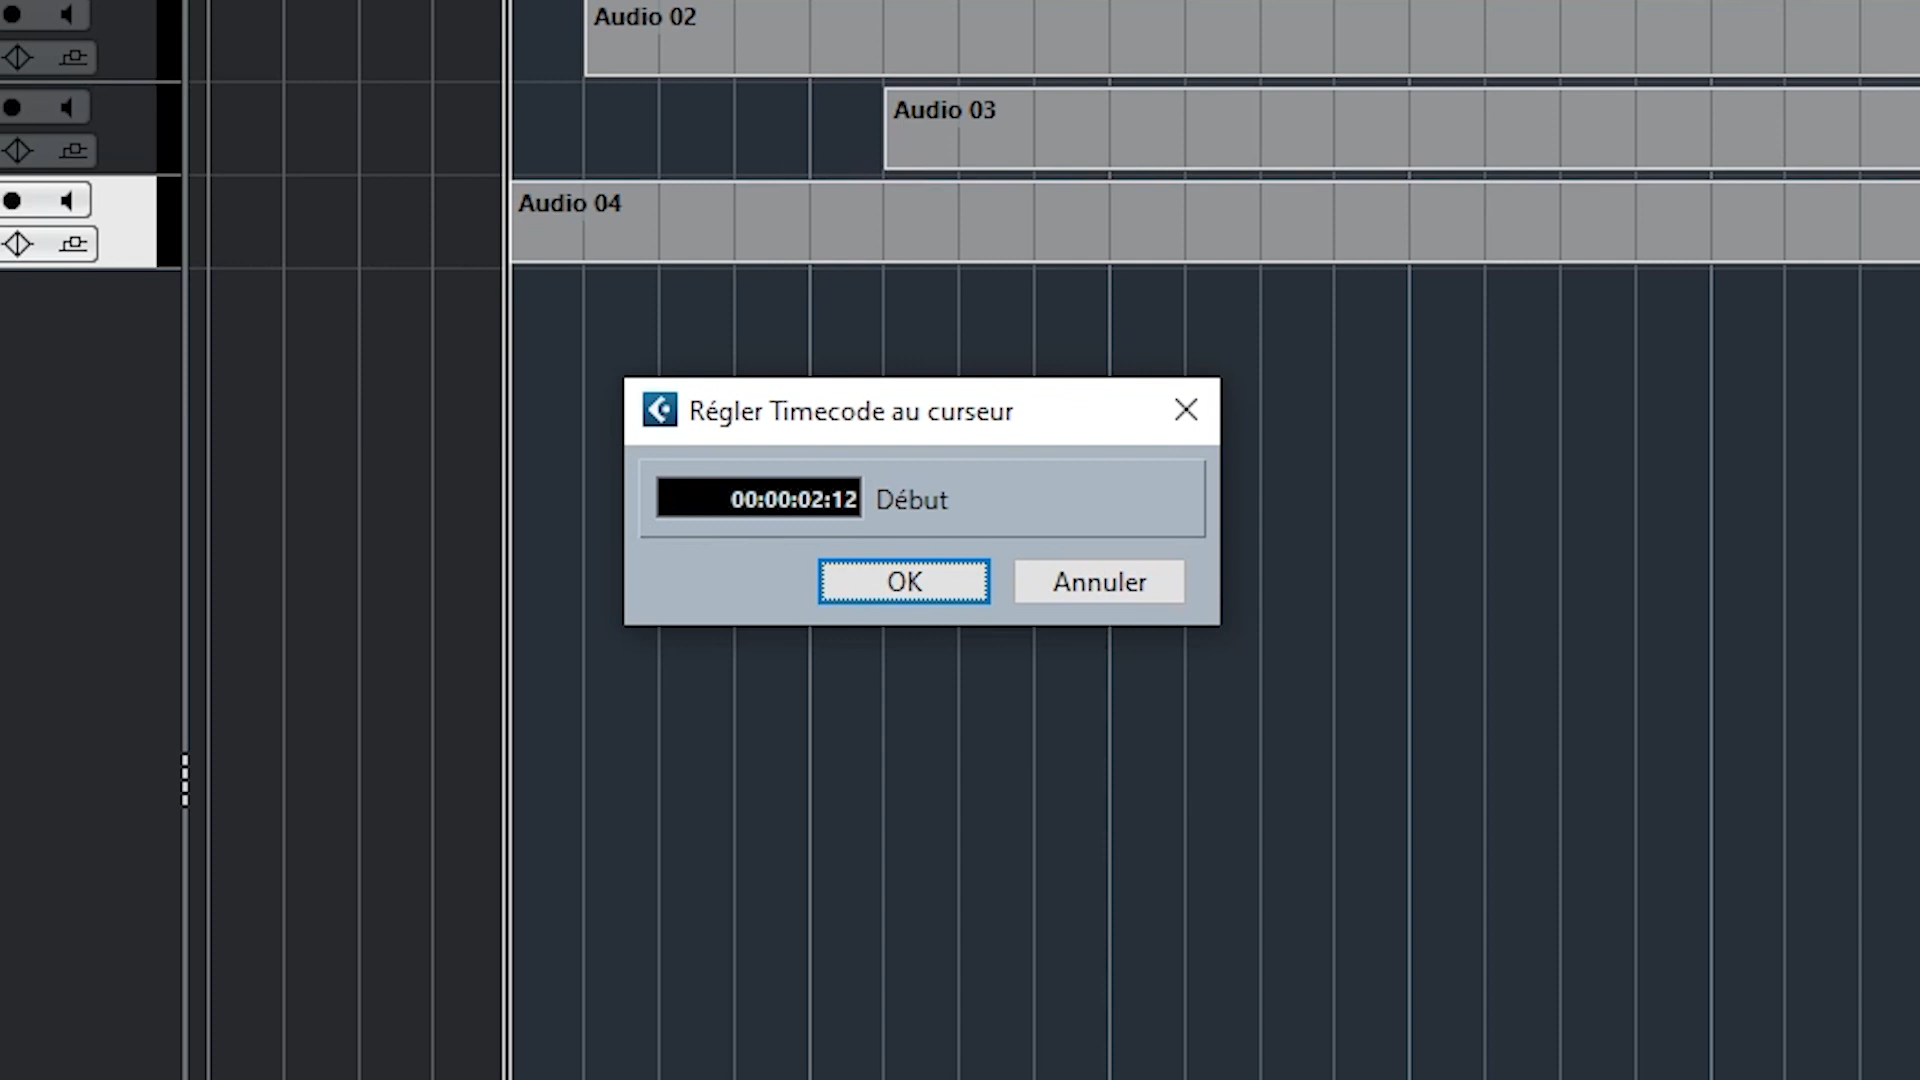 Audio 02
Audio 03
Audio 04
Régler Timecode au curseur
00:00:02:12 Début
OK Annuler